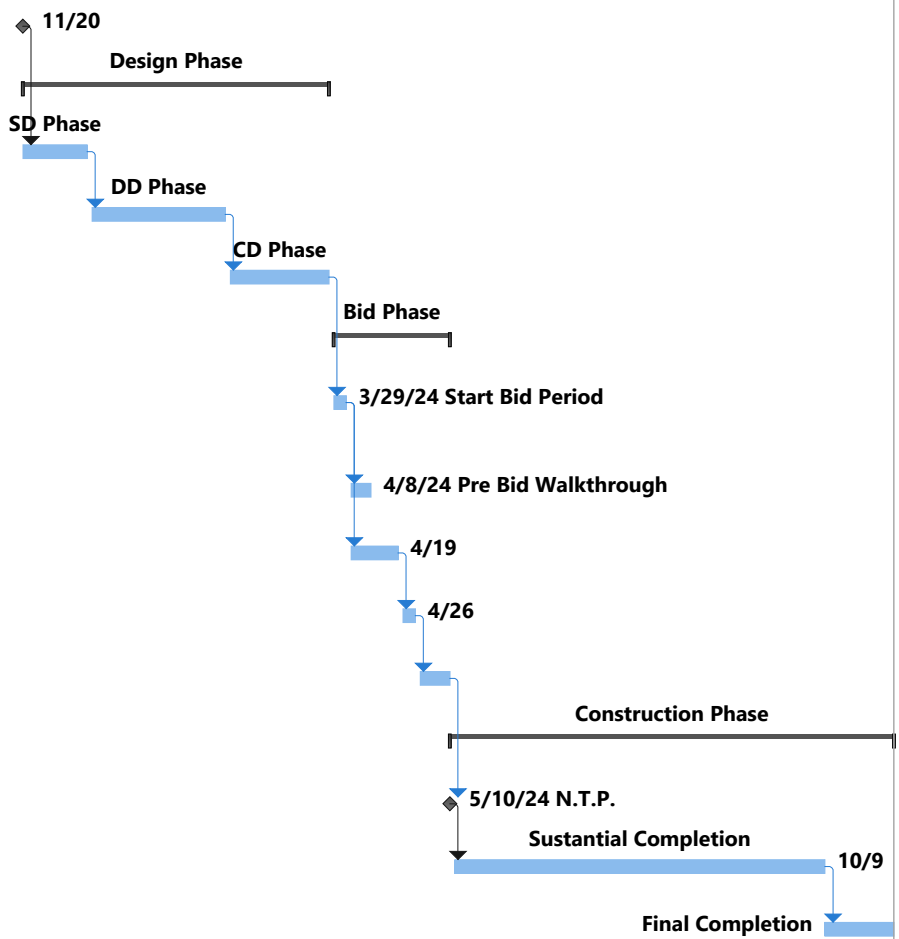 11/20
Design Phase
SD Phase
DD Phase
CD Phase
Bid Phase
3/29/24 Start Bid Period
4/8/24 Pre Bid Walkthrough
4/19
4/26
Construction Phase
5/10/24 N.T.P.
Sustantial Completion
10/9
Final Completion